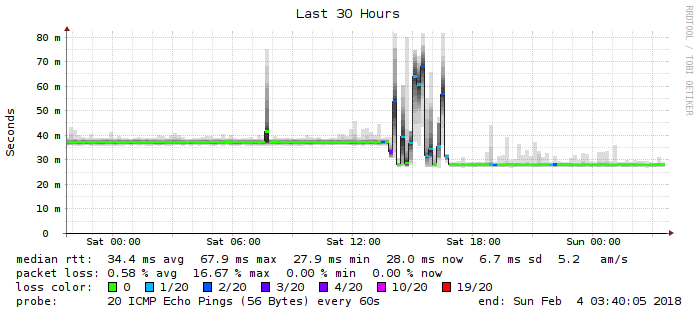 Last 30 Hours
RRDTOOL / TOBI OETIKER
Seconds
80 m
70 m
60 m
50 m
40 m
30 m
20 m
10 m
0
Sat 00:00 Sat 06:00 Sat 12:00 Sat 18:00 Sun 00:00
median rtt: 34.4 ms avg 67.9 ms max 27.9 ms min 28.0 ms now 6.7 ms sd 5.2 am/s
packet loss: 0.58 % avg 16.67 % max 0.00 % min 0.00 % now
loss color: 0 1/20 2/20 3/20 4/20 10/20 19/20
probe: 20 ICMP Echo Pings (56 Bytes) every 60s end: Sun Feb 4 03:40:05 2018